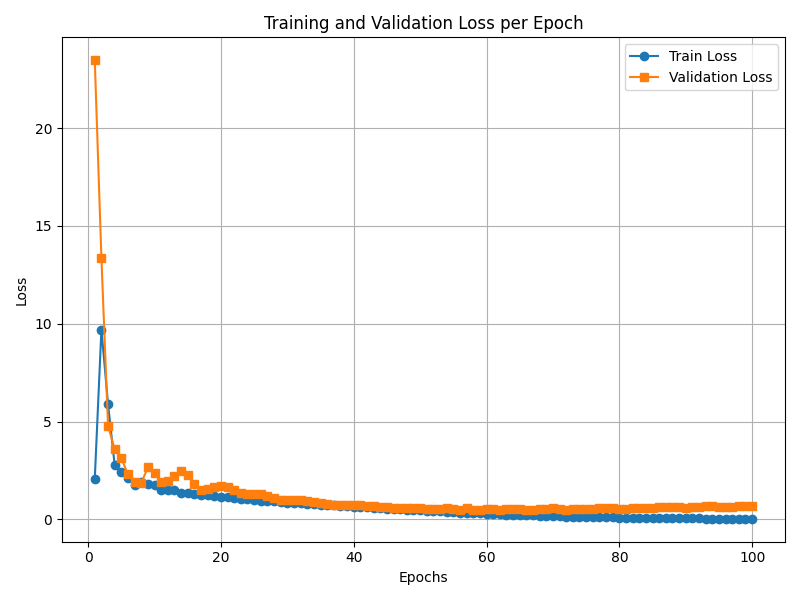 Training and Validation Loss per Epoch
Train Loss
Validation Loss
20
15
10
5
0
Loss
0 20 40 60 80 100
Epochs